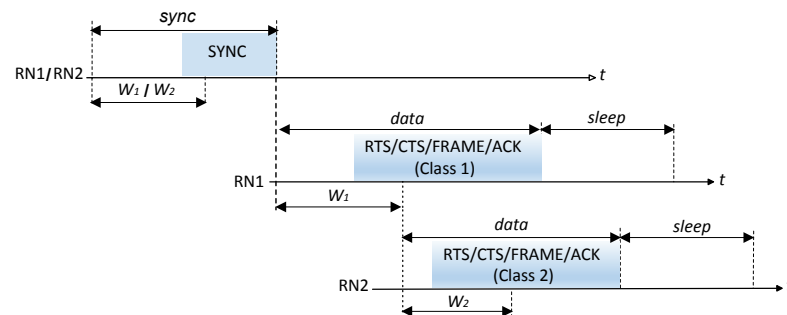 sync
SYNC
RN1/RN2
t
W1 / W2
data
sleep
RTS/CTS/FRAME/ACK
(Class 1)
RN1
t
W1
data
sleep
RTS/CTS/FRAME/ACK
(Class 2)
RN2
W2